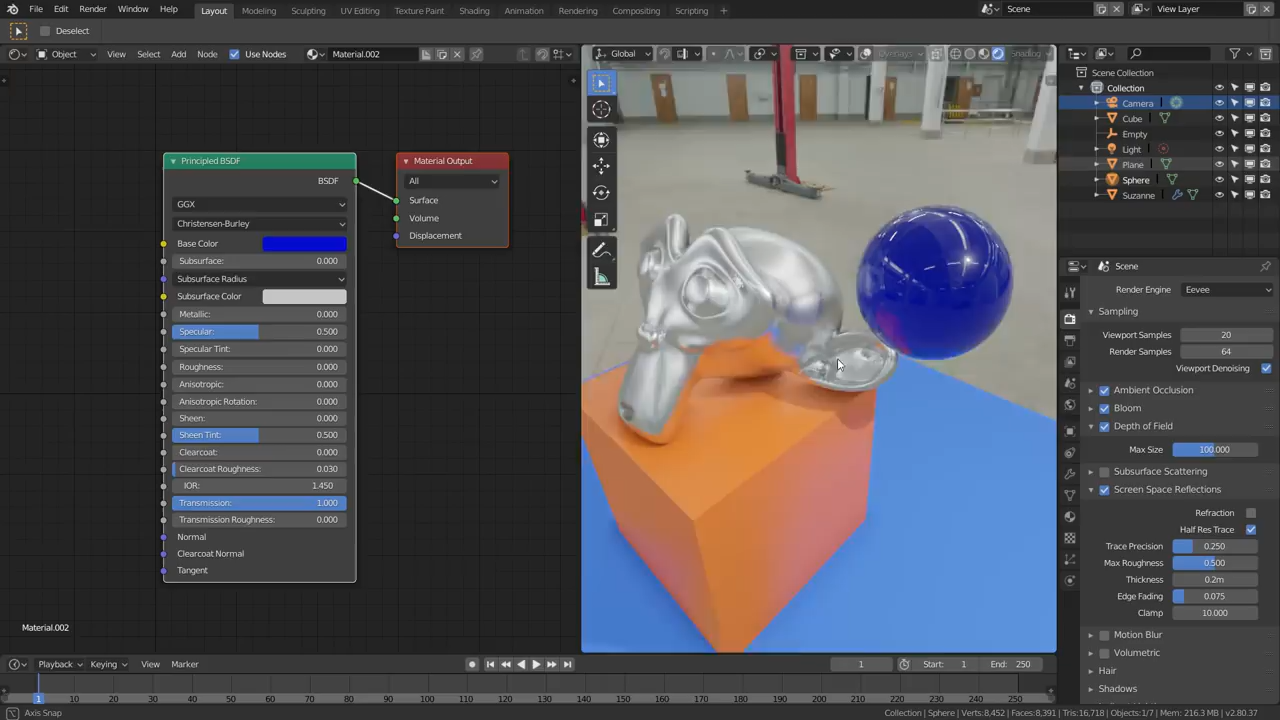 File Edit Render Window Help Layout Modeling Sculpting UV Editing Texture Paint Shading Animation Rendering Compositing Scripting + Scene View Layer
Deselect
Object View Select Add Node Use Nodes Material.002 Global Overlays Shading
Scene Collection
Collection
Camera
Cube
Empty
Light
Plane
Sphere
Suzanne
Principled BSDF
BSDF
GGX
Christensen-Burley
Base Color
Subsurface: 0.000
Subsurface Radius
Subsurface Color
Metallic: 0.000
Specular: 0.500
Specular Tint: 0.000
Roughness: 0.000
Anisotropic: 0.000
Anisotropic Rotation: 0.000
Sheen: 0.000
Sheen Tint: 0.500
Clearcoat: 0.000
Clearcoat Roughness: 0.030
IOR: 1.450
Transmission: 1.000
Transmission Roughness: 0.000
Normal
Clearcoat Normal
Tangent
Material Output
All
Surface
Volume
Displacement
Scene
Render Engine Eevee
Sampling
Viewport Samples 20
Render Samples 64
Viewport Denoising
Ambient Occlusion
Bloom
Depth of Field
Max Size 100.000
Subsurface Scattering
Screen Space Reflections
Refraction
Half Res Trace
Trace Precision 0.250
Max Roughness 0.500
Thickness 0.2m
Edge Fading 0.075
Clamp 10.000
Motion Blur
Volumetric
Hair
Shadows
Material.002
Playback Keying View Marker 1 Start: 1 End: 250
1 10 20 30 40 50 60 70 80 90 100 110 120 130 140 150 160 170 180 190 200 210 220 230 240 250
Axis Snap Collection | Sphere | Verts:8,452 | Faces:8,391 | Tris:16,718 | Objects:1/7 | Mem: 216.3 MB | v2.80.37